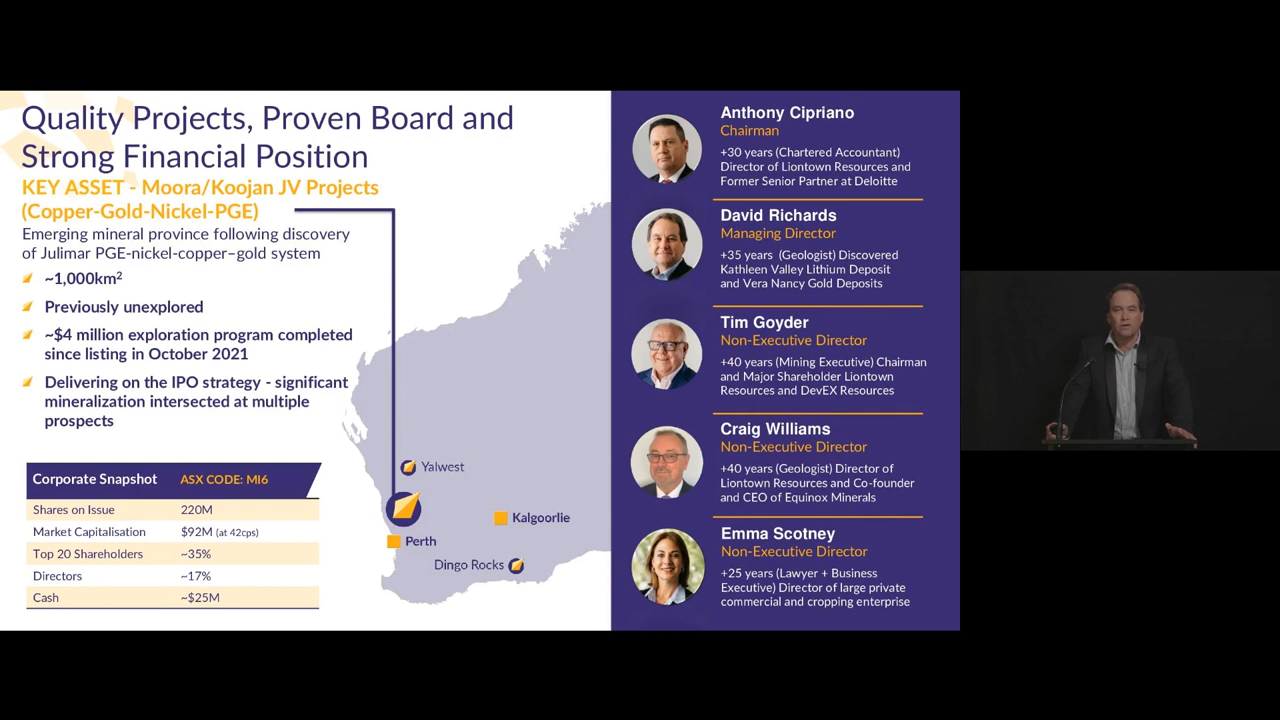 Quality Projects, Proven Board and
Strong Financial Position
KEY ASSET - Moora/Koojan JV Projects
(Copper-Gold-Nickel-PGE)
Emerging mineral province following discovery
of Julimar PGE-nickel-copper–gold system
~1,000km²
Previously unexplored
~$4 million exploration program completed
since listing in October 2021
Delivering on the IPO strategy - significant
mineralization intersected at multiple
prospects
Corporate Snapshot ASX CODE: MI6
Shares on Issue 220M
Market Capitalisation $92M (at 42cps)
Top 20 Shareholders ~35%
Directors ~17%
Cash ~$25M
Yalwest
Kalgoorlie
Perth
Dingo Rocks
Anthony Cipriano
Chairman
+30 years (Chartered Accountant)
Director of Liontown Resources and
Former Senior Partner at Deloitte
David Richards
Managing Director
+35 years (Geologist) Discovered
Kathleen Valley Lithium Deposit
and Vera Nancy Gold Deposits
Tim Goyder
Non-Executive Director
+40 years (Mining Executive) Chairman
and Major Shareholder Liontown
Resources and DevEX Resources
Craig Williams
Non-Executive Director
+40 years (Geologist) Director of
Liontown Resources and Co-founder
and CEO of Equinox Minerals
Emma Scotney
Non-Executive Director
+25 years (Lawyer + Business
Executive) Director of large private
commercial and cropping enterprise